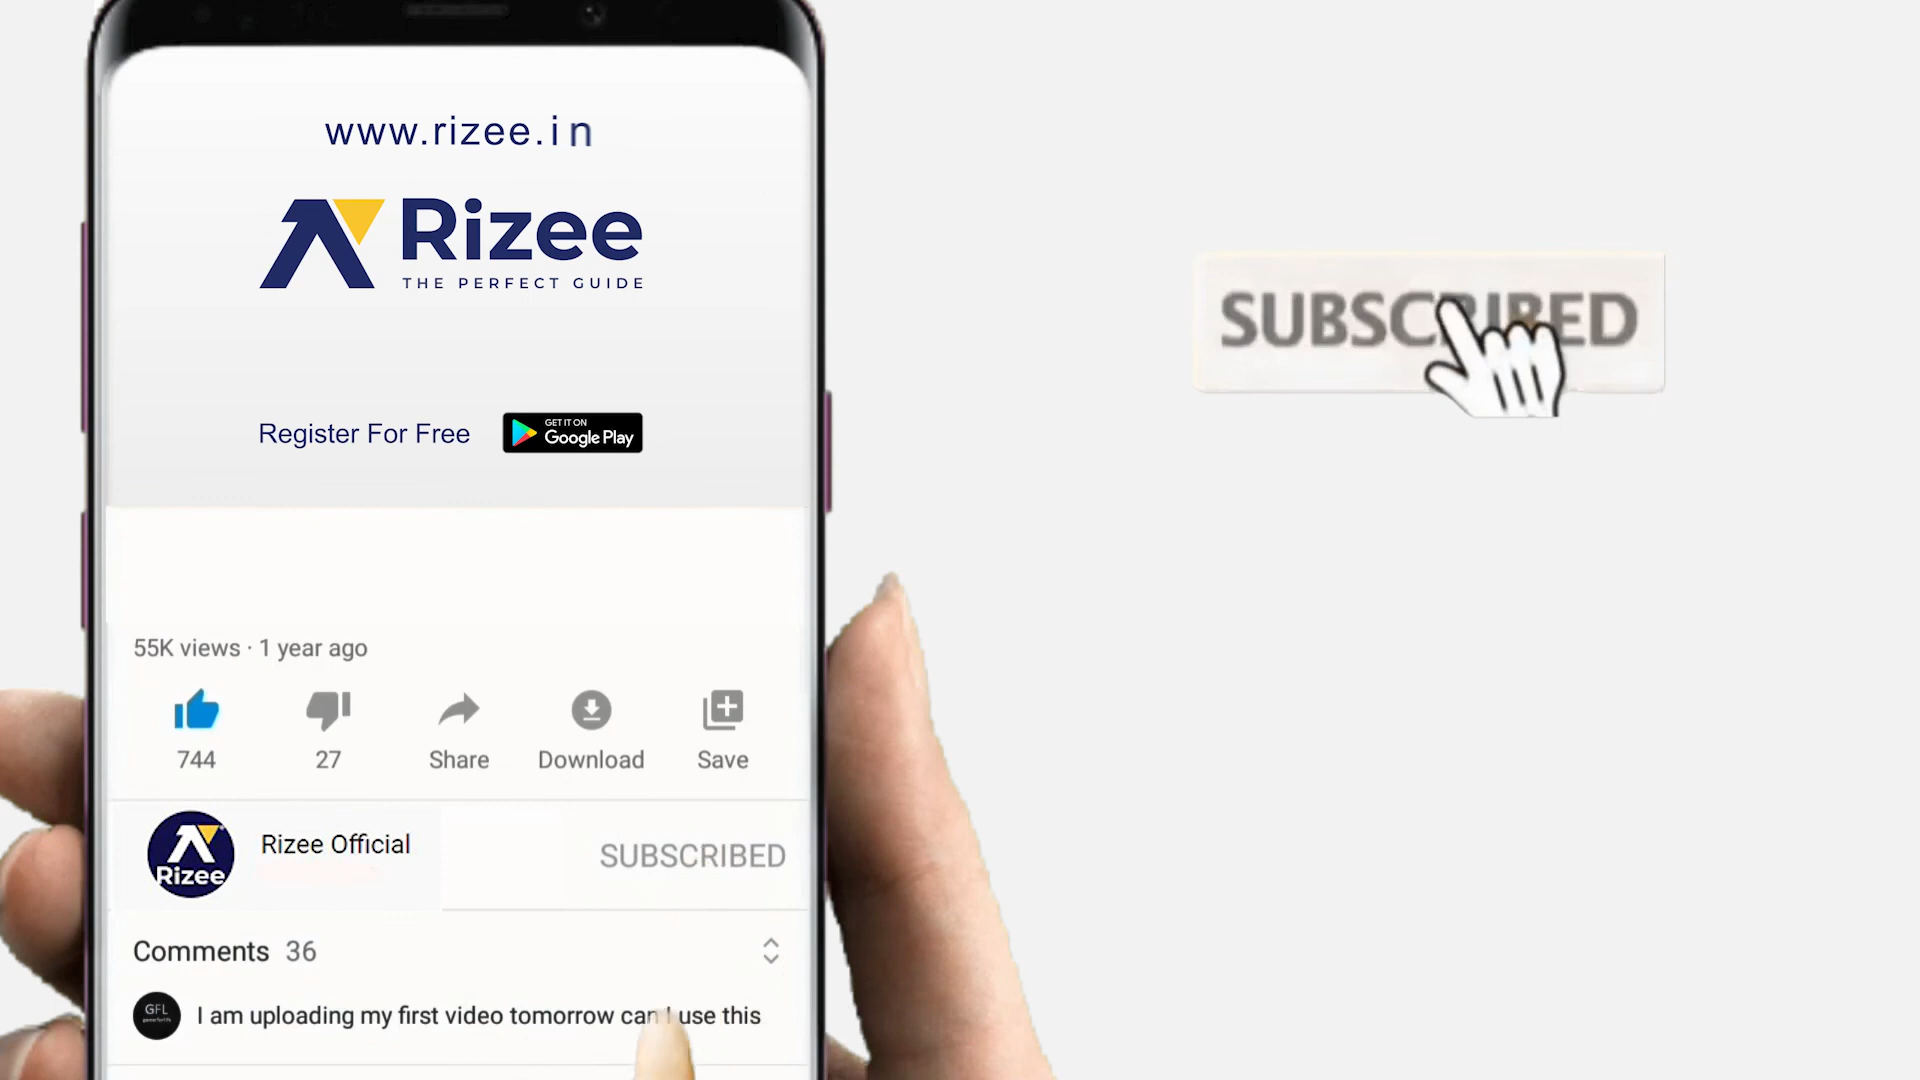 www.rizee.in
Rizee
THE PERFECT GUIDE
Register For Free
GET IT ON
Google Play
SUBSCRIBED
55K views · 1 year ago
744
27
Share
Download
Save
Rizee
Rizee Official
SUBSCRIBED
Comments 36
GFL
I am uploading my first video tomorrow can I use this